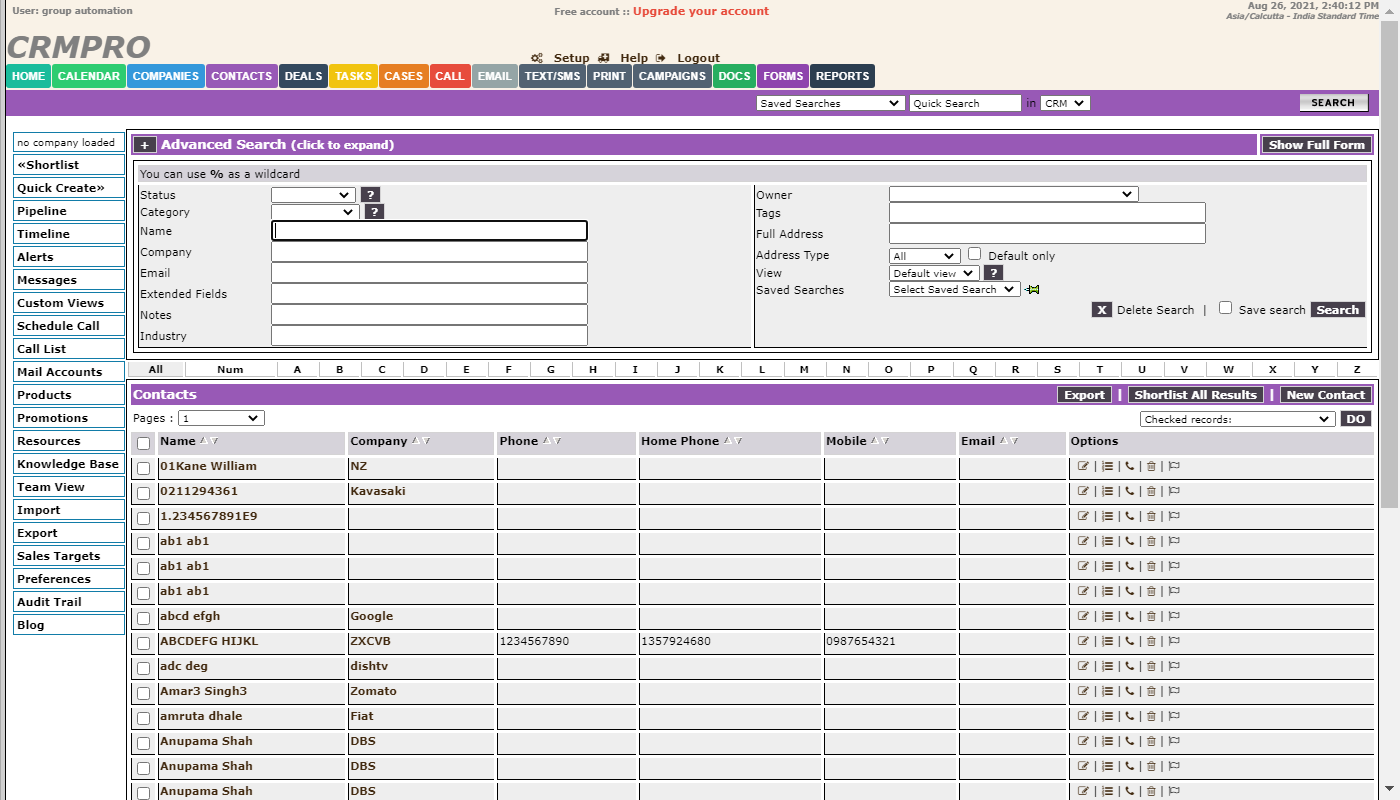 User: group automation
Free account :: Upgrade your account
Aug 26, 2021, 2:40:12 PM
Asia/Calcutta - India Standard Time
CRMPRO
Setup Help Logout
HOME CALENDAR COMPANIES CONTACTS DEALS TASKS CASES CALL EMAIL TEXT/SMS PRINT CAMPAIGNS DOCS FORMS REPORTS
Saved Searches Quick Search in CRM SEARCH
no company loaded
«Shortlist
Quick Create»
Pipeline
Timeline
Alerts
Messages
Custom Views
Schedule Call
Call List
Mail Accounts
Products
Promotions
Resources
Knowledge Base
Team View
Import
Export
Sales Targets
Preferences
Audit Trail
Blog
+ Advanced Search (click to expand) Show Full Form
You can use % as a wildcard
Status ?
Category ?
Name
Company
Email
Extended Fields
Notes
Industry
Owner
Tags
Full Address
Address Type All Default only
View Default view ?
Saved Searches Select Saved Search
X Delete Search | Save search Search
All Num A B C D E F G H I J K L M N O P Q R S T U V W X Y Z
Contacts Export | Shortlist All Results | New Contact
Pages : 1 Checked records: DO
Name Company Phone Home Phone Mobile Email Options
01Kane William NZ | | | |
0211294361 Kavasaki | | | |
1.234567891E9 | | | |
ab1 ab1 | | | |
ab1 ab1 | | | |
ab1 ab1 | | | |
abcd efgh Google | | | |
ABCDEFG HIJKL ZXCVB 1234567890 1357924680 0987654321 | | | |
adc deg dishtv | | | |
Amar3 Singh3 Zomato | | | |
amruta dhale Fiat | | | |
Anupama Shah DBS | | | |
Anupama Shah DBS | | | |
Anupama Shah DBS | | | |